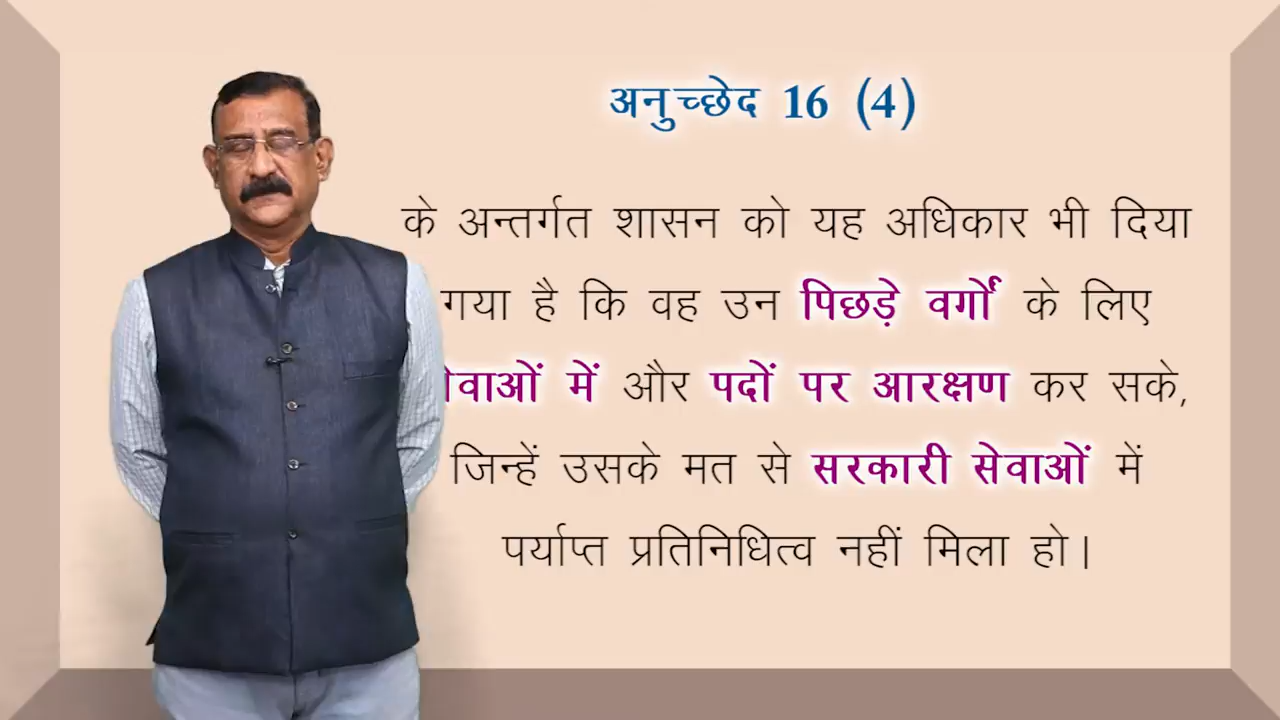 अनुच्छेद 16 (4)
के अन्तर्गत शासन को यह अधिकार भी दिया
गया है कि वह उन पिछड़े वर्गों के लिए
में और पदों पर आरक्षण कर सके,
जिन्हें उसके मत से सरकारी सेवाओं में
पर्याप्त प्रतिनिधित्व नहीं मिला हो।